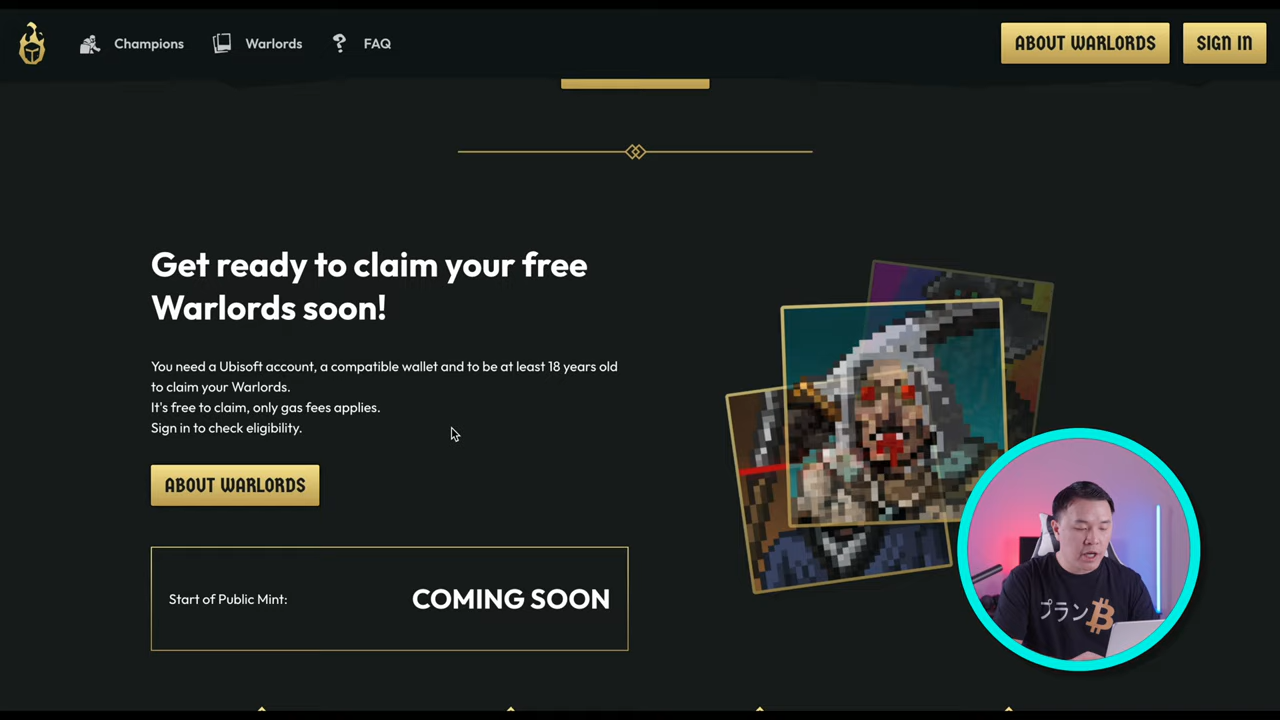 Champions
Warlords
FAQ
ABOUT WARLORDS
SIGN IN
Get ready to claim your free
Warlords soon!
You need a Ubisoft account, a compatible wallet and to be at least 18 years old
to claim your Warlords.
It's free to claim, only gas fees applies.
Sign in to check eligibility.
ABOUT WARLORDS
Start of Public Mint:
COMING SOON
プラン₿